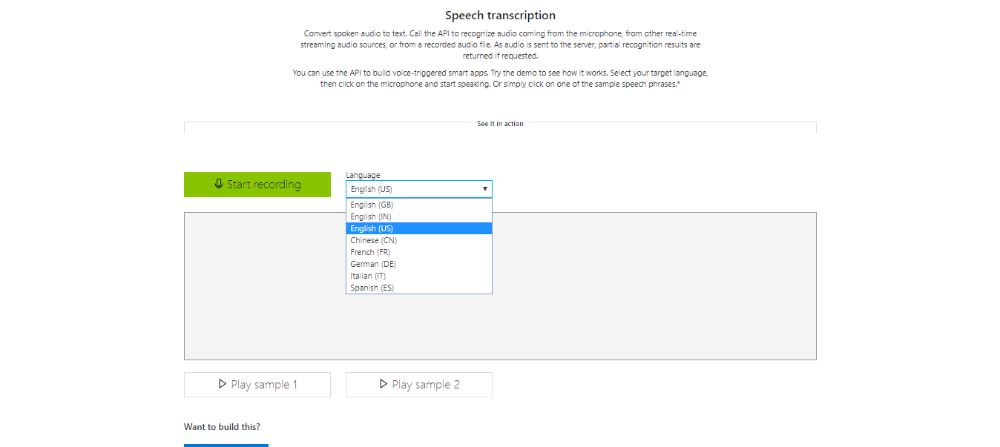 Speech transcription
Convert spoken audio to text. Call the API to recognize audio coming from the microphone, from other real-time
streaming audio sources, or from a recorded audio file. As audio is sent to the server, partial recognition results are
returned if requested.
You can use the API to build voice-triggered smart apps. Try the demo to see how it works. Select your target language,
then click on the microphone and start speaking. Or simply click on one of the sample speech phrases.*
See it in action
Start recording
Language
English (US)
English (GB)
English (IN)
English (US)
Chinese (CN)
French (FR)
German (DE)
Italian (IT)
Spanish (ES)
Play sample 1
Play sample 2
Want to build this?